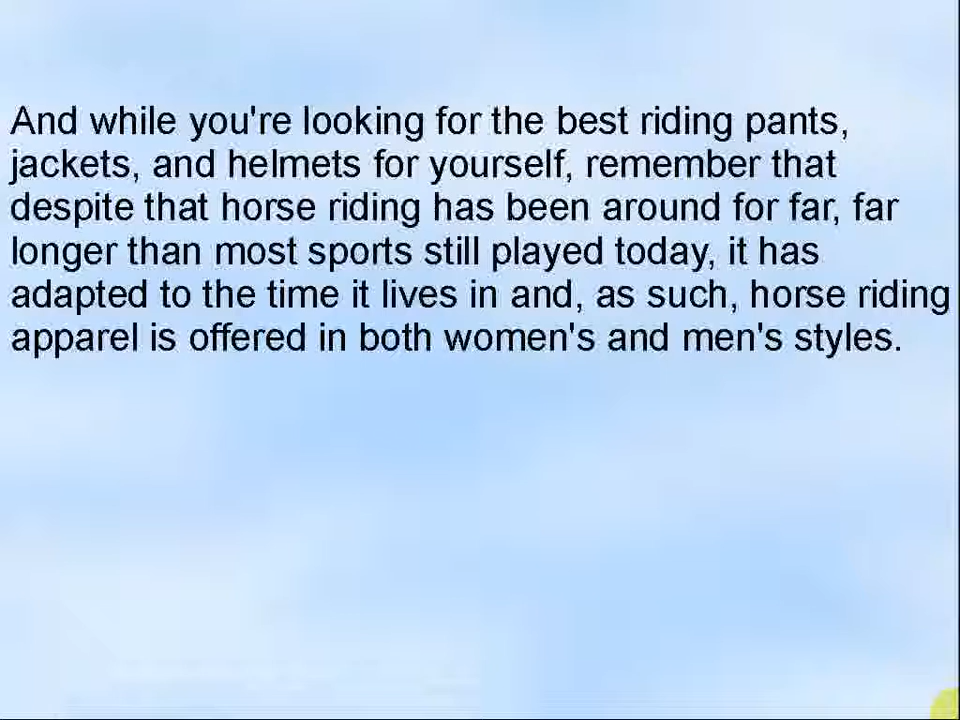 And while you're looking for the best riding pants,
jackets, and helmets for yourself, remember that
despite that horse riding has been around for far, far
longer than most sports still played today, it has
adapted to the time it lives in and, as such, horse riding
apparel is offered in both women's and men's styles.